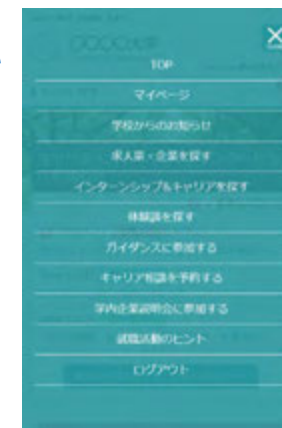 TOP
マイページ
学校からのお知らせ
求人票・企業を探す
インターンシップ&キャリアを探す
体験談を探す
ガイダンスに参加する
キャリア相談を予約する
学内企業説明会に参加する
就職活動のヒント
ログアウト